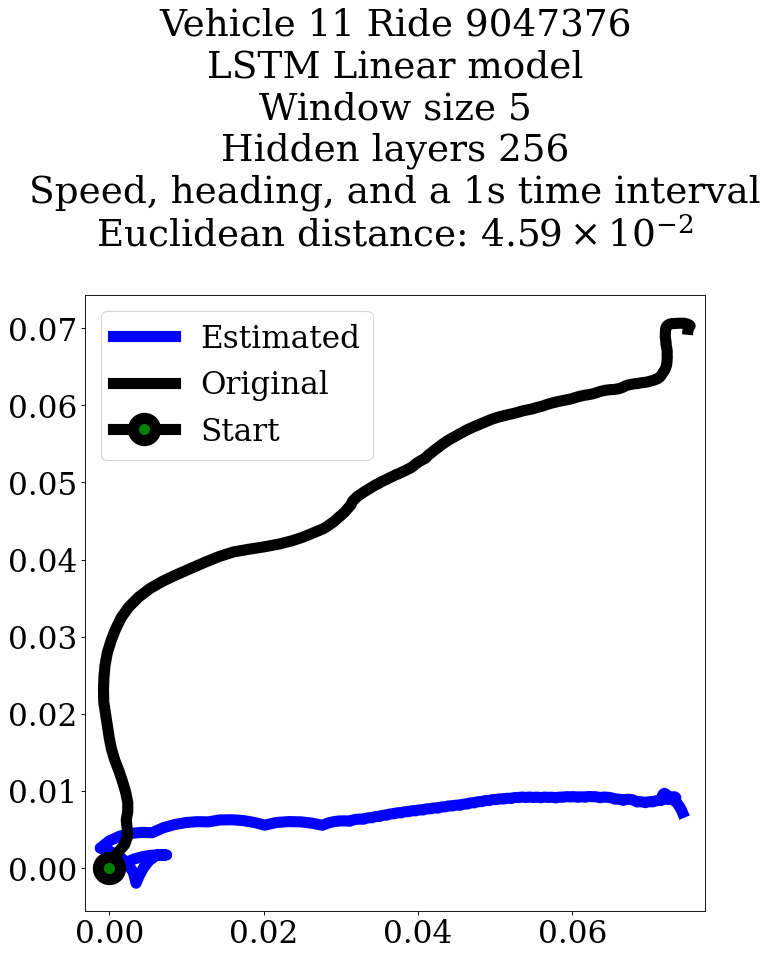 Vehicle 11 Ride 9047376
LSTM Linear model
Window size 5
Hidden layers 256
Speed, heading, and a 1s time interval
Euclidean distance: 4.59 × 10⁻²
Estimated
Original
Start
0.07
0.06
0.05
0.04
0.03
0.02
0.01
0.00
0.00 0.02 0.04 0.06